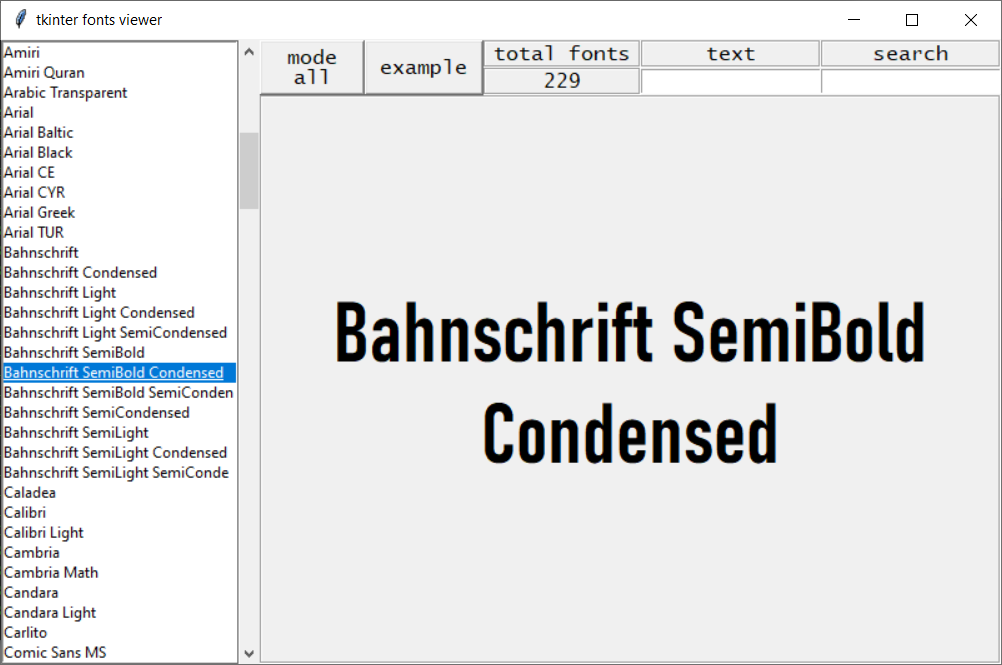 tkinter fonts viewer
Amiri
Amiri Quran
Arabic Transparent
Arial
Arial Baltic
Arial Black
Arial CE
Arial CYR
Arial Greek
Arial TUR
Bahnschrift
Bahnschrift Condensed
Bahnschrift Light
Bahnschrift Light Condensed
Bahnschrift Light SemiCondensed
Bahnschrift SemiBold
Bahnschrift SemiBold Condensed
Bahnschrift SemiBold SemiConden
Bahnschrift SemiCondensed
Bahnschrift SemiLight
Bahnschrift SemiLight Condensed
Bahnschrift SemiLight SemiConde
Caladea
Calibri
Calibri Light
Cambria
Cambria Math
Candara
Candara Light
Carlito
Comic Sans MS
mode
all
example
total fonts
229
text
search
Bahnschrift SemiBold
Condensed